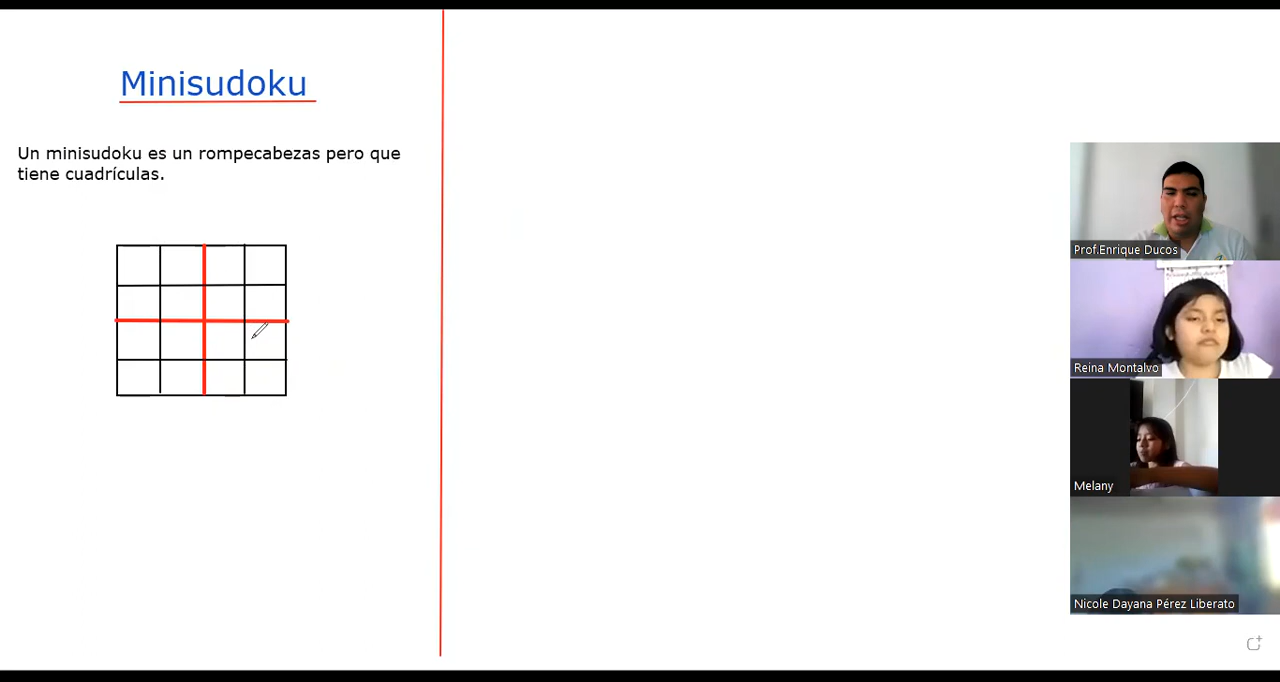 Minisudoku
Un minisudoku es un rompecabezas pero que
tiene cuadrículas.
Prof.Enrique Ducos
Reina Montalvo
Melany
Nicole Dayana Pérez Liberato